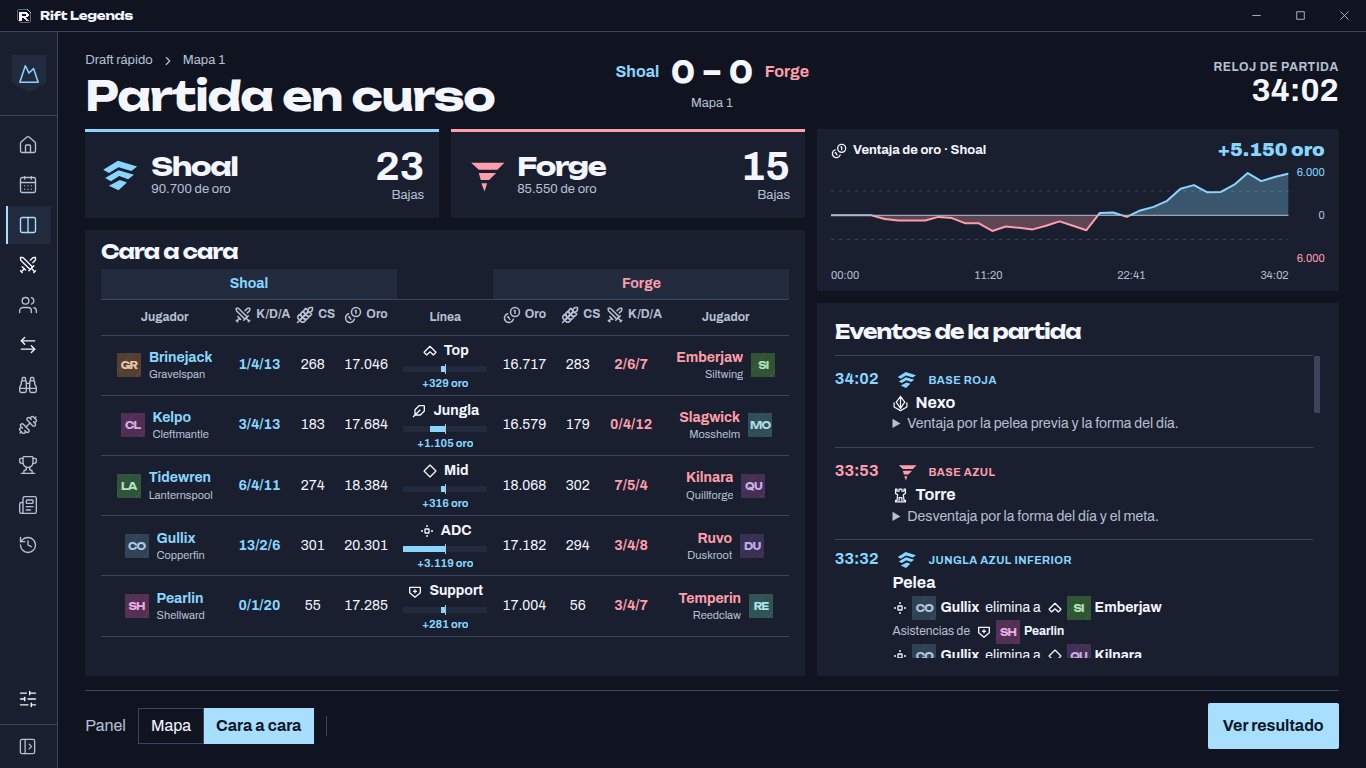 Rift Legends
Draft rápido > Mapa 1
Partida en curso
Shoal 0 – 0 Forge
Mapa 1
RELOJ DE PARTIDA
34:02
Shoal
90.700 de oro
23
Bajas
Forge
85.550 de oro
15
Bajas
Ventaja de oro · Shoal
+5.150 oro
6.000
0
6.000
00:00 11:20 22:41 34:02
Cara a cara
Shoal Forge
Jugador K/D/A CS Oro Línea Oro CS K/D/A Jugador
GR Brinejack Gravelspan 1/4/13 268 17.046 Top +329 oro 16.717 283 2/6/7 Emberjaw Siltwing SI
CL Kelpo Cleftmantle 3/4/13 183 17.684 Jungla +1.105 oro 16.579 179 0/4/12 Slagwick Mosshelm MO
LA Tidewren Lanternspool 6/4/11 274 18.384 Mid +316 oro 18.068 302 7/5/4 Kilnara Quillforge QU
CO Gullix Copperfin 13/2/6 301 20.301 ADC +3.119 oro 17.182 294 3/4/8 Ruvo Duskroot DU
SH Pearlin Shellward 0/1/20 55 17.285 Support +281 oro 17.004 56 3/4/7 Temperin Reedclaw RE
Eventos de la partida
34:02 BASE ROJA
Nexo
Ventaja por la pelea previa y la forma del día.
33:53 BASE AZUL
Torre
Desventaja por la forma del día y el meta.
33:32 JUNGLA AZUL INFERIOR
Pelea
CO Gullix elimina a SI Emberjaw
Asistencias de SH Pearlin
CO Gullix elimina a QU Kilnara
Panel Mapa Cara a cara
Ver resultado